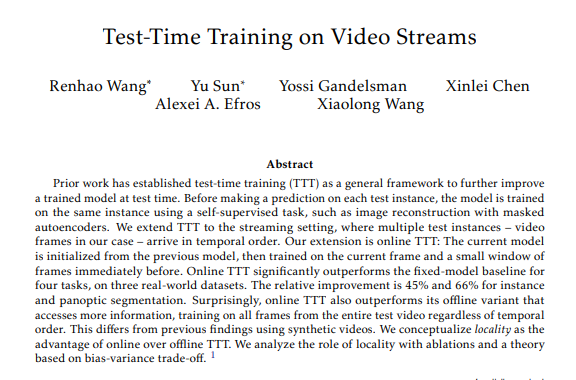 Test-Time Training on Video Streams
Renhao Wang* Yu Sun* Yossi Gandelsman Xinlei Chen
Alexei A. Efros Xiaolong Wang
Abstract
Prior work has established test-time training (TTT) as a general framework to further improve
a trained model at test time. Before making a prediction on each test instance, the model is trained
on the same instance using a self-supervised task, such as image reconstruction with masked
autoencoders. We extend TTT to the streaming setting, where multiple test instances – video
frames in our case – arrive in temporal order. Our extension is online TTT: The current model
is initialized from the previous model, then trained on the current frame and a small window of
frames immediately before. Online TTT significantly outperforms the fixed-model baseline for
four tasks, on three real-world datasets. The relative improvement is 45% and 66% for instance
and panoptic segmentation. Surprisingly, online TTT also outperforms its offline variant that
accesses more information, training on all frames from the entire test video regardless of temporal
order. This differs from previous findings using synthetic videos. We conceptualize locality as the
advantage of online over offline TTT. We analyze the role of locality with ablations and a theory
based on bias-variance trade-off. 1